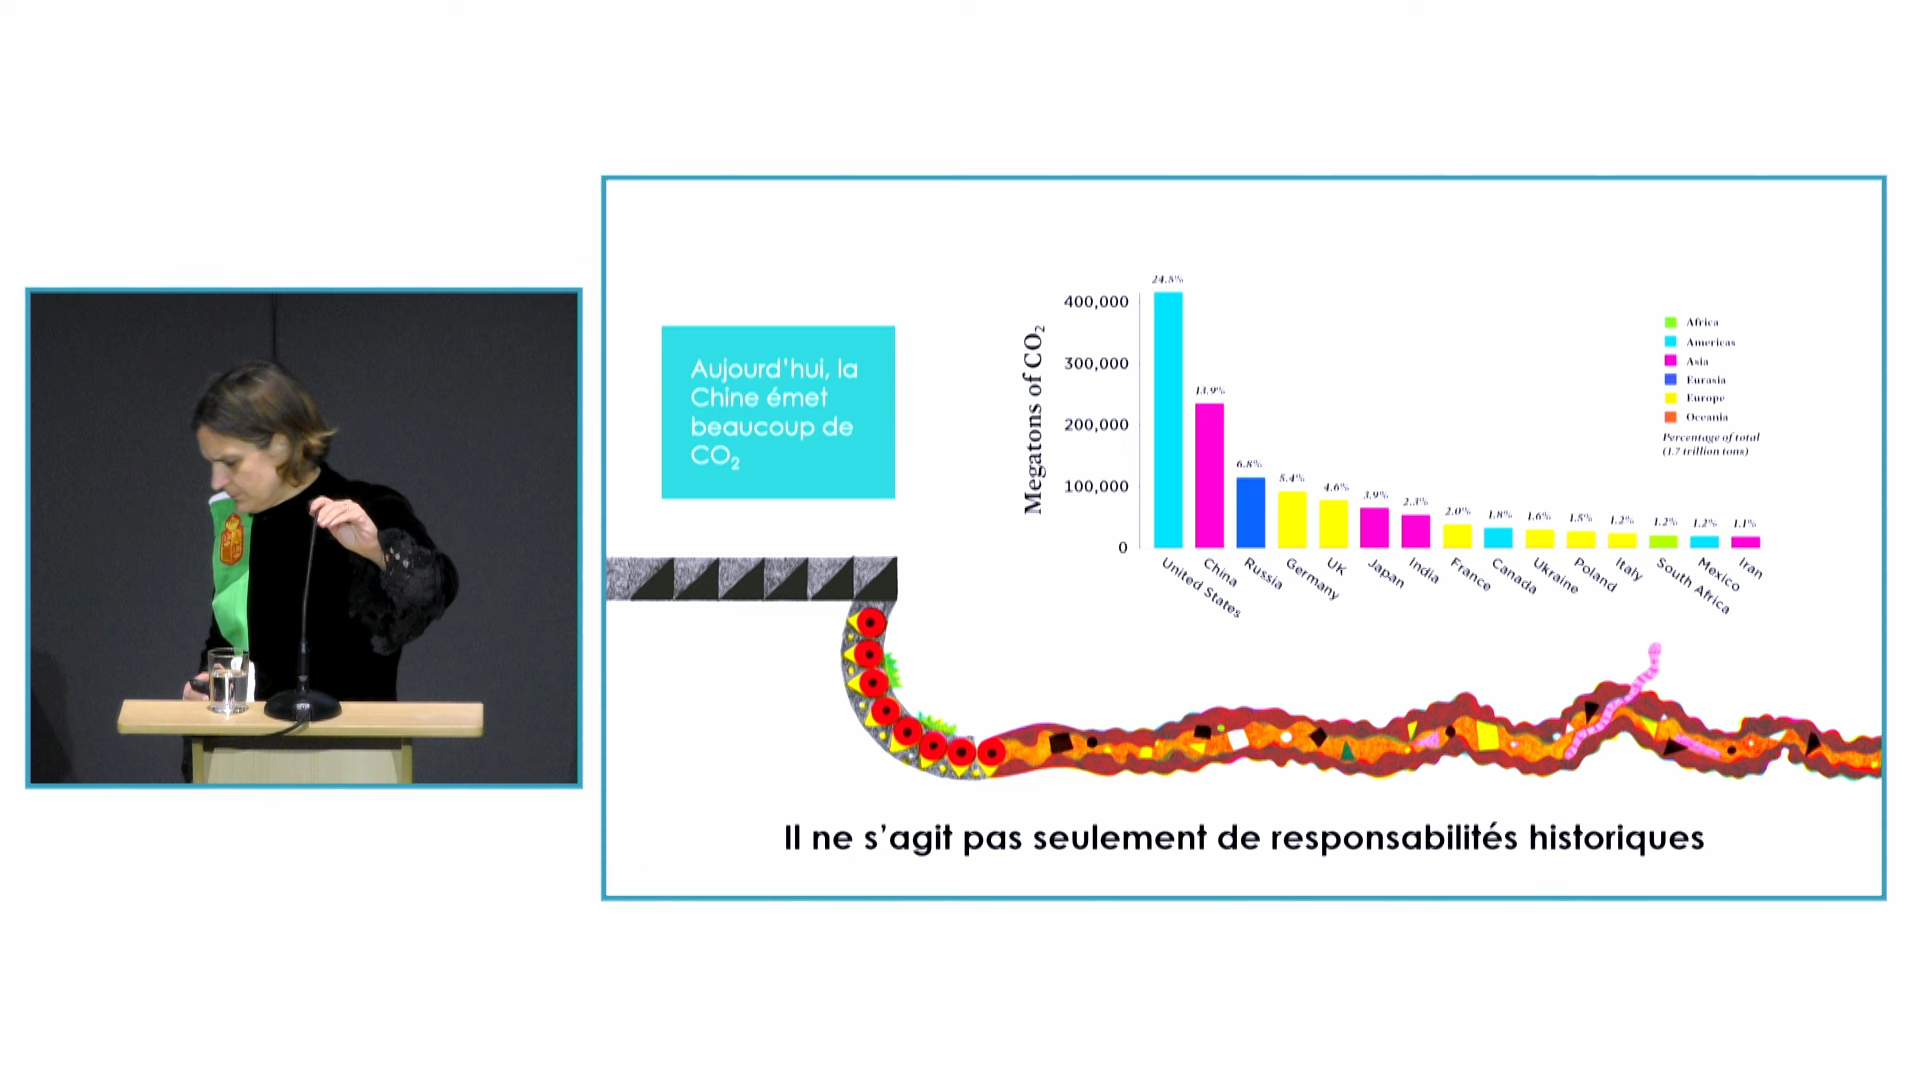 Aujourd'hui, la
Chine émet
beaucoup de
CO₂
Megatons of CO₂
400,000
300,000
200,000
100,000
0
24.5%
13.9%
6.8%
5.4%
4.6%
3.9%
2.3%
2.0%
1.8%
1.6%
1.5%
1.2%
1.2%
1.2%
1.1%
United States
China
Russia
Germany
UK
Japan
India
France
Canada
Ukraine
Poland
Italy
South Africa
Mexico
Iran
Africa
Americas
Asia
Eurasia
Europe
Oceania
Percentage of total
(1.7 trillion tons)
Il ne s'agit pas seulement de responsabilités historiques